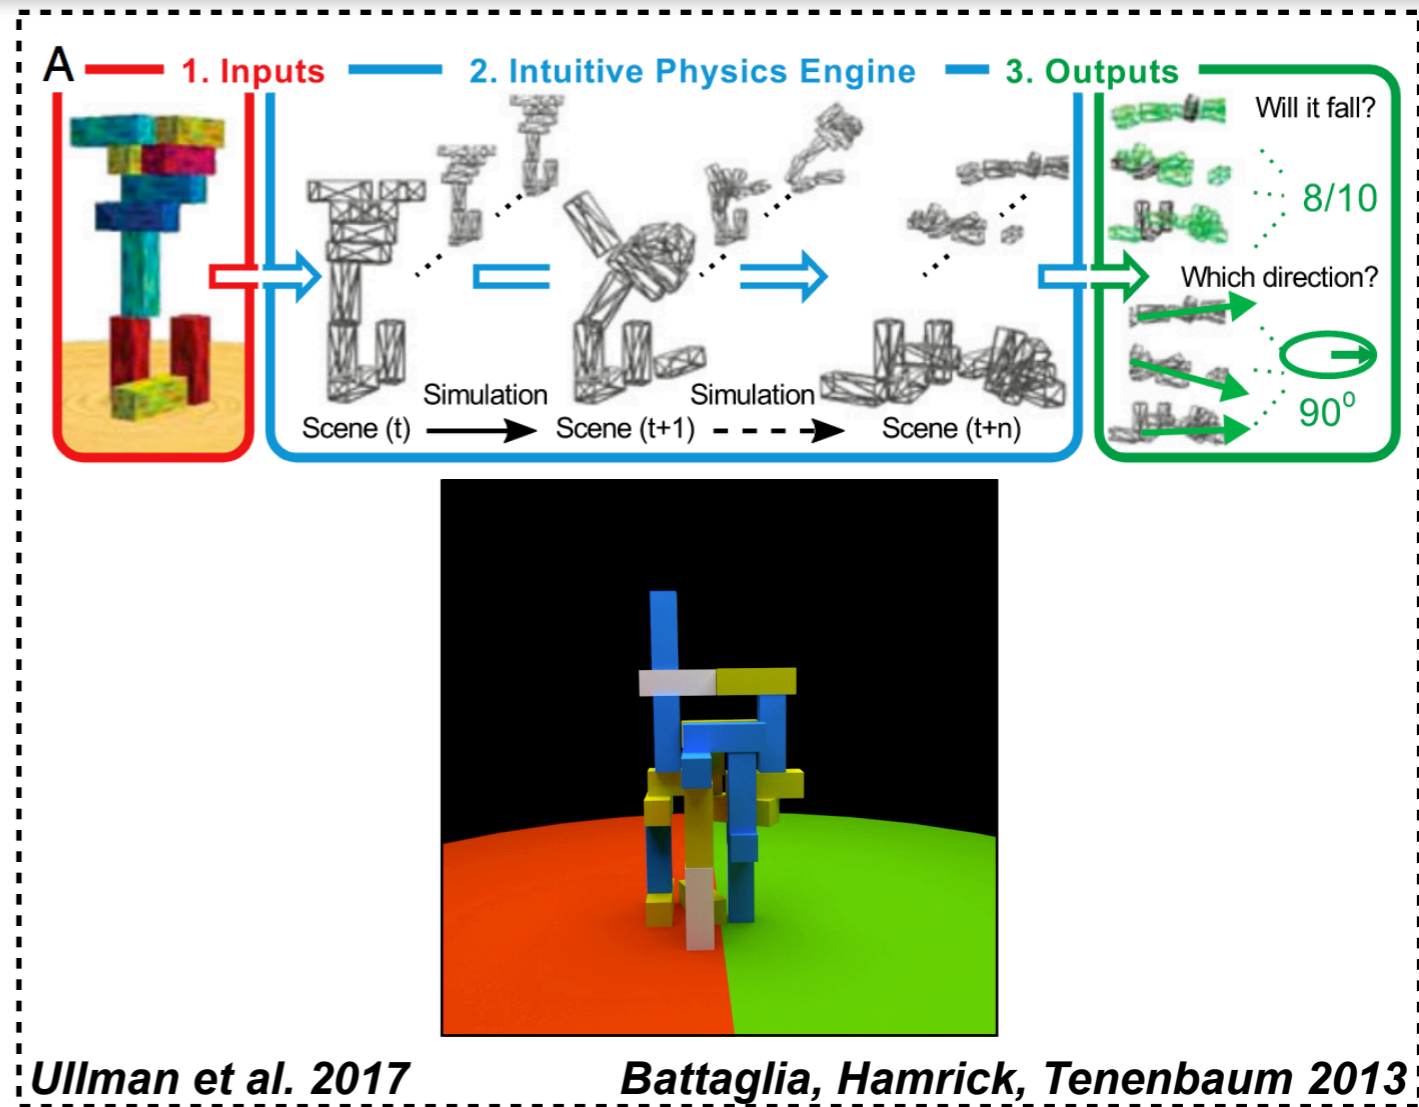 A 1. Inputs 2. Intuitive Physics Engine 3. Outputs
Will it fall?
8/10
Which direction?
90⁰
Simulation Simulation
Scene (t) Scene (t+1) Scene (t+n)
Ullman et al. 2017 Battaglia, Hamrick, Tenenbaum 2013